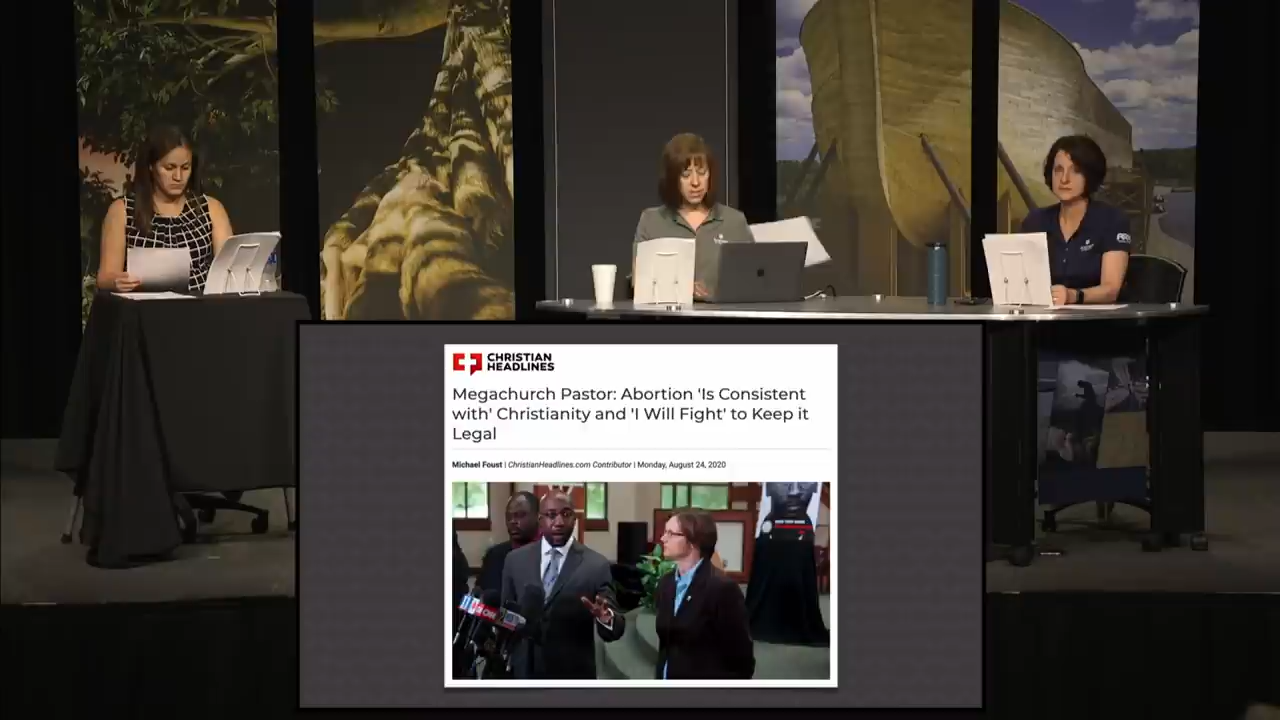 CHRISTIAN
HEADLINES
Megachurch Pastor: Abortion 'Is Consistent
with' Christianity and 'I Will Fight' to Keep it
Legal
Michael Foust | ChristianHeadlines.com Contributor | Monday, August 24, 2020